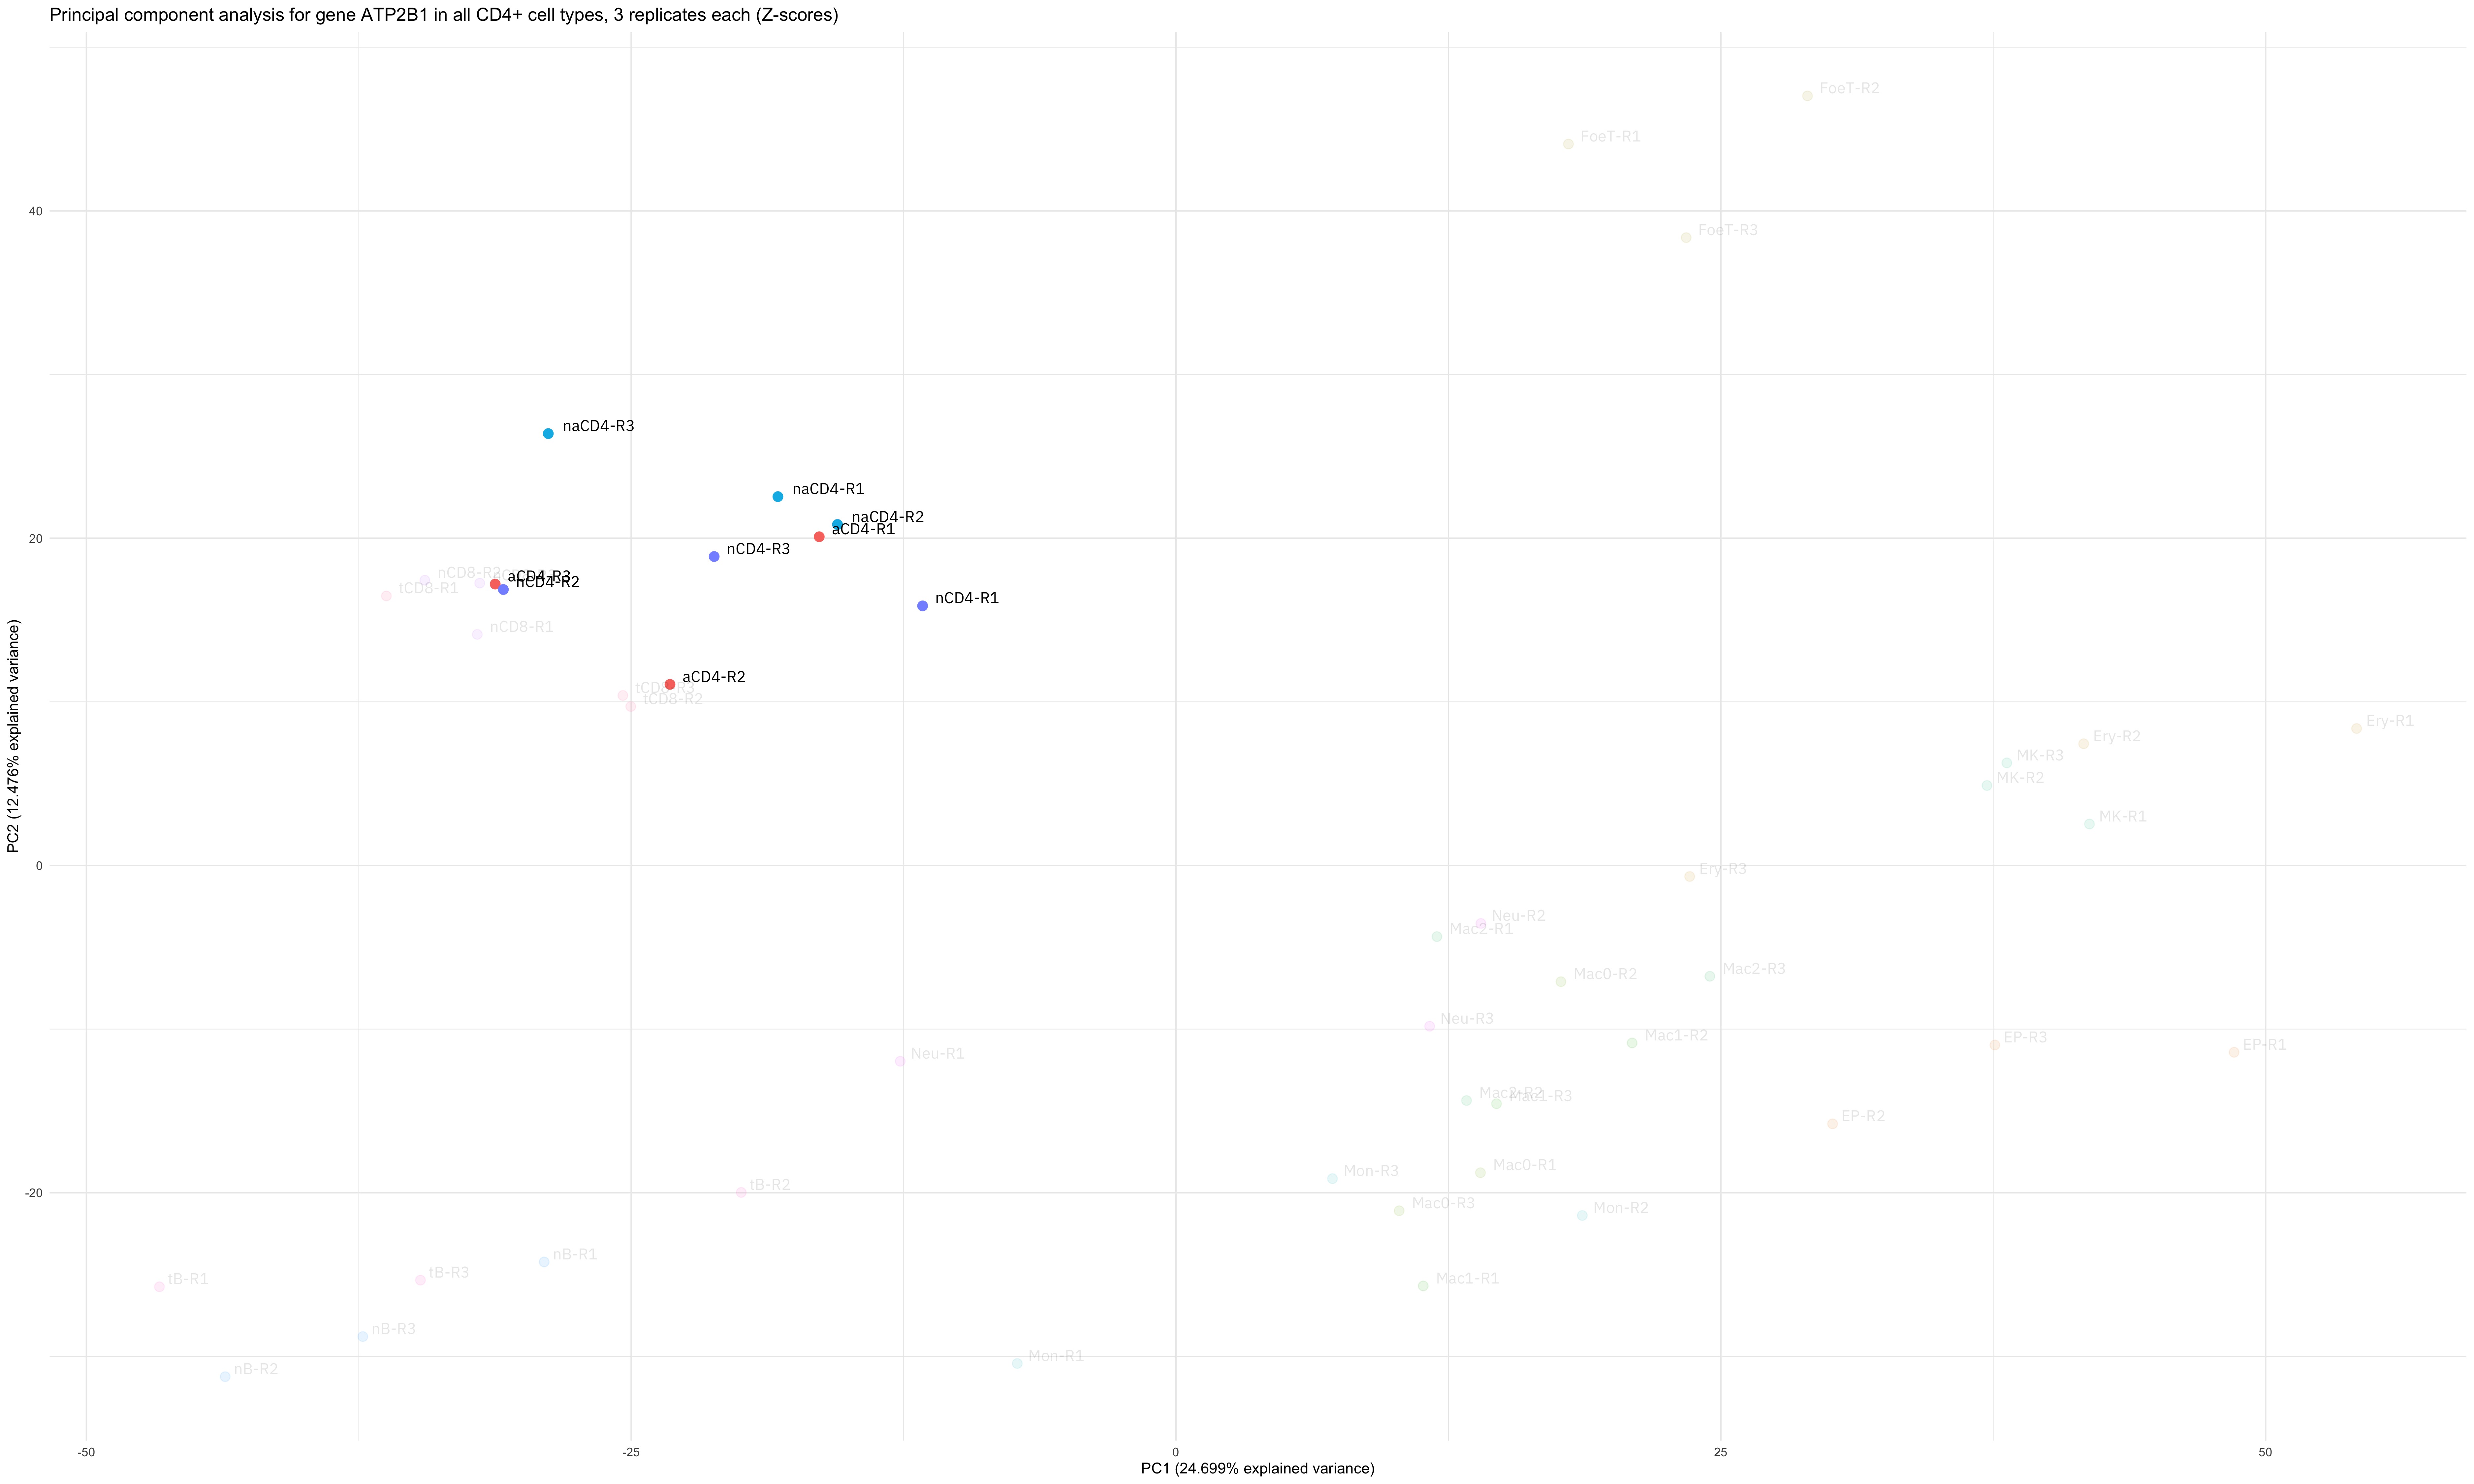 Principal component analysis for gene ATP2B1 in all CD4+ cell types, 3 replicates each (Z-scores)
FoeT-R2
FoeT-R1
40
FoeT-R3
naCD4-R3
naCD4-R1
naCD4-R2
aCD4-R1
20
nCD4-R3
nCD8-R3
aCD4-R3
nCD4-R2
tCD8-R1
nCD4-R1
nCD8-R1
aCD4-R2
tCD8-R3
tCD8-R2
Ery-R1
Ery-R2
MK-R3
MK-R2
MK-R1
PC2 (12.476% explained variance)
0
Ery-R3
Neu-R2
Mac2-R1
Mac2-R3
Mac0-R2
Neu-R3
Mac1-R2
EP-R3
EP-R1
Neu-R1
Mac2-R2
Mac1-R3
EP-R2
Mac0-R1
Mon-R3
tB-R2
-20
Mac0-R3
Mon-R2
nB-R1
tB-R3
tB-R1
Mac1-R1
nB-R3
Mon-R1
nB-R2
-50
-25
0
25
50
PC1 (24.699% explained variance)